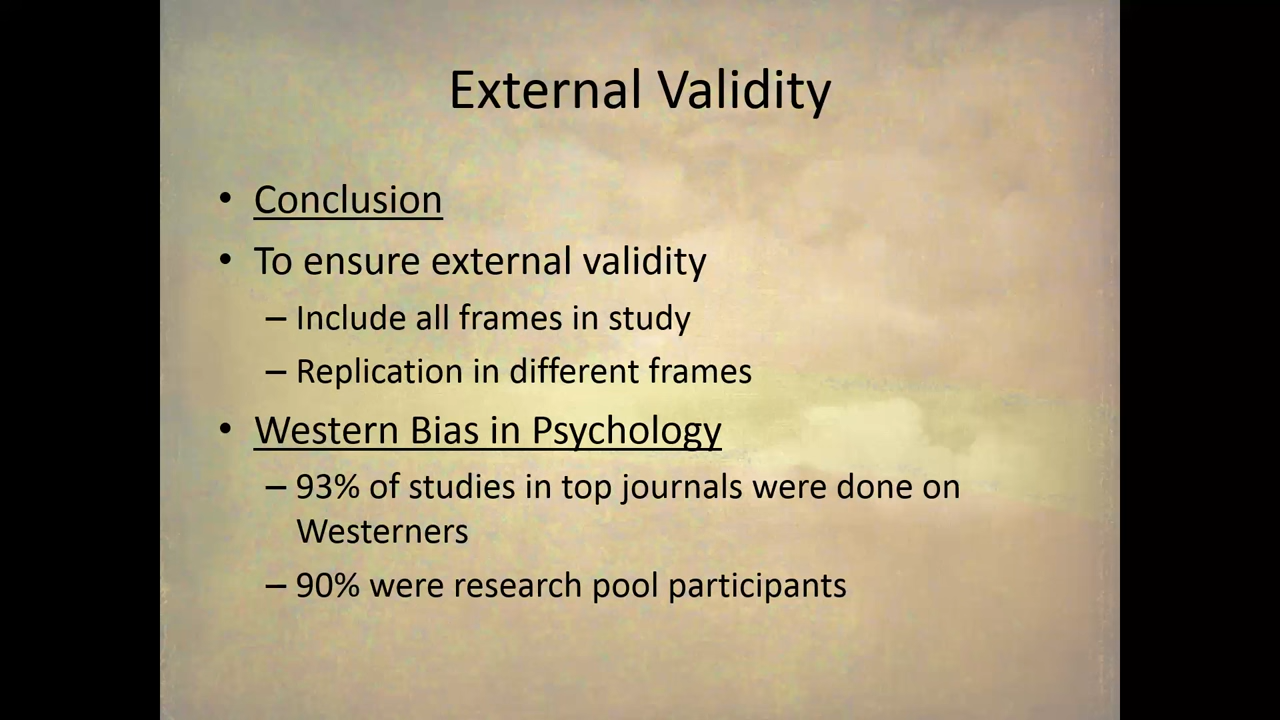 External Validity
• Conclusion
• To ensure external validity
– Include all frames in study
– Replication in different frames
• Western Bias in Psychology
– 93% of studies in top journals were done on
Westerners
– 90% were research pool participants